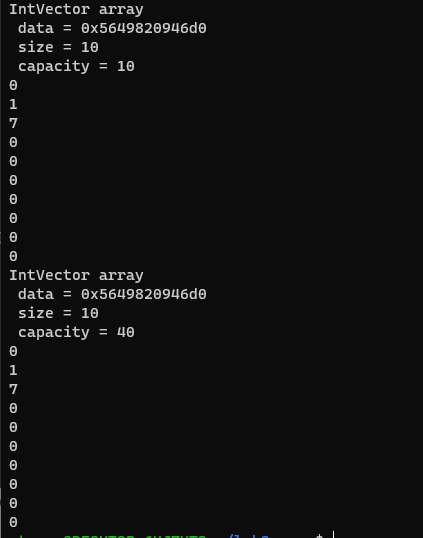 IntVector array
data = 0x5649820946d0
size = 10
capacity = 10
0
1
7
0
0
0
0
0
0
0
IntVector array
data = 0x5649820946d0
size = 10
capacity = 40
0
1
7
0
0
0
0
0
0
0